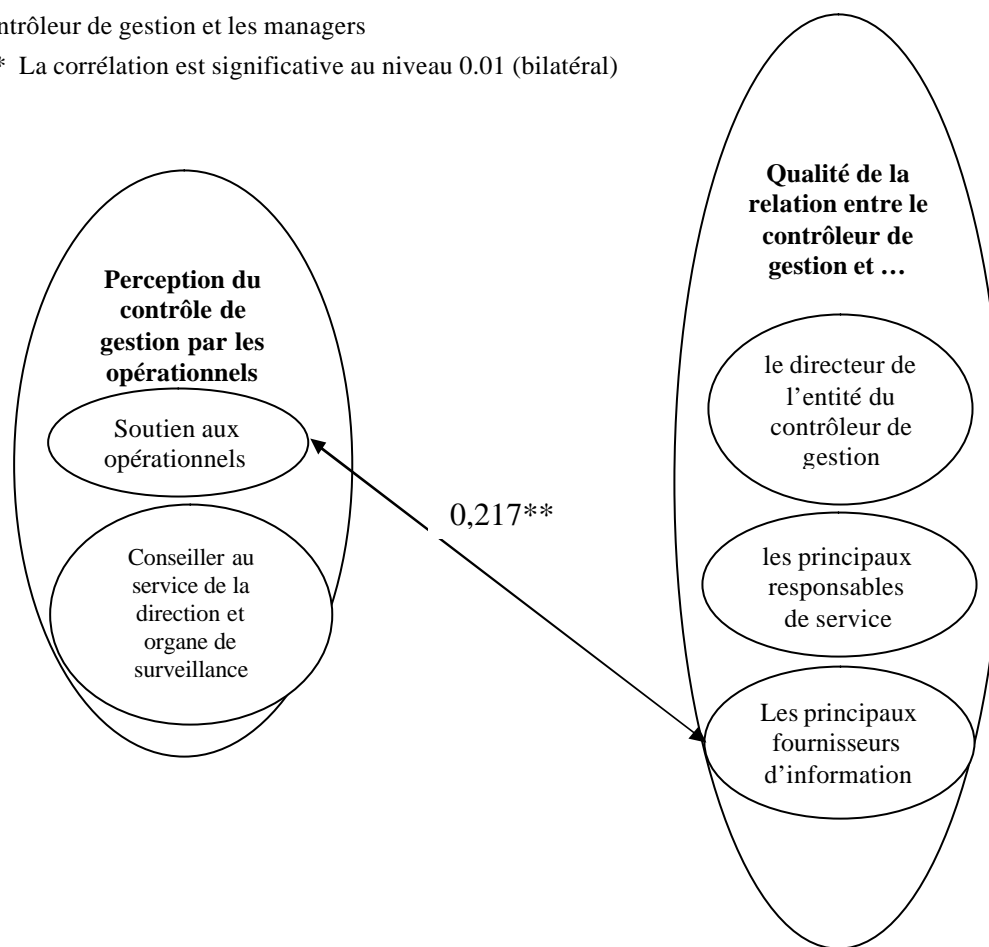 ntrôleur de gestion et les managers
* La corrélation est significative au niveau 0.01 (bilatéral)
Perception du
contrôle de
gestion par les
opérationnels
Soutien aux
opérationnels
Conseiller au
service de la
direction et
organe de
surveillance
0,217**
Qualité de la
relation entre le
contrôleur de
gestion et …
le directeur de
l’entité du
contrôleur de
gestion
les principaux
responsables
de service
Les principaux
fournisseurs
d’information